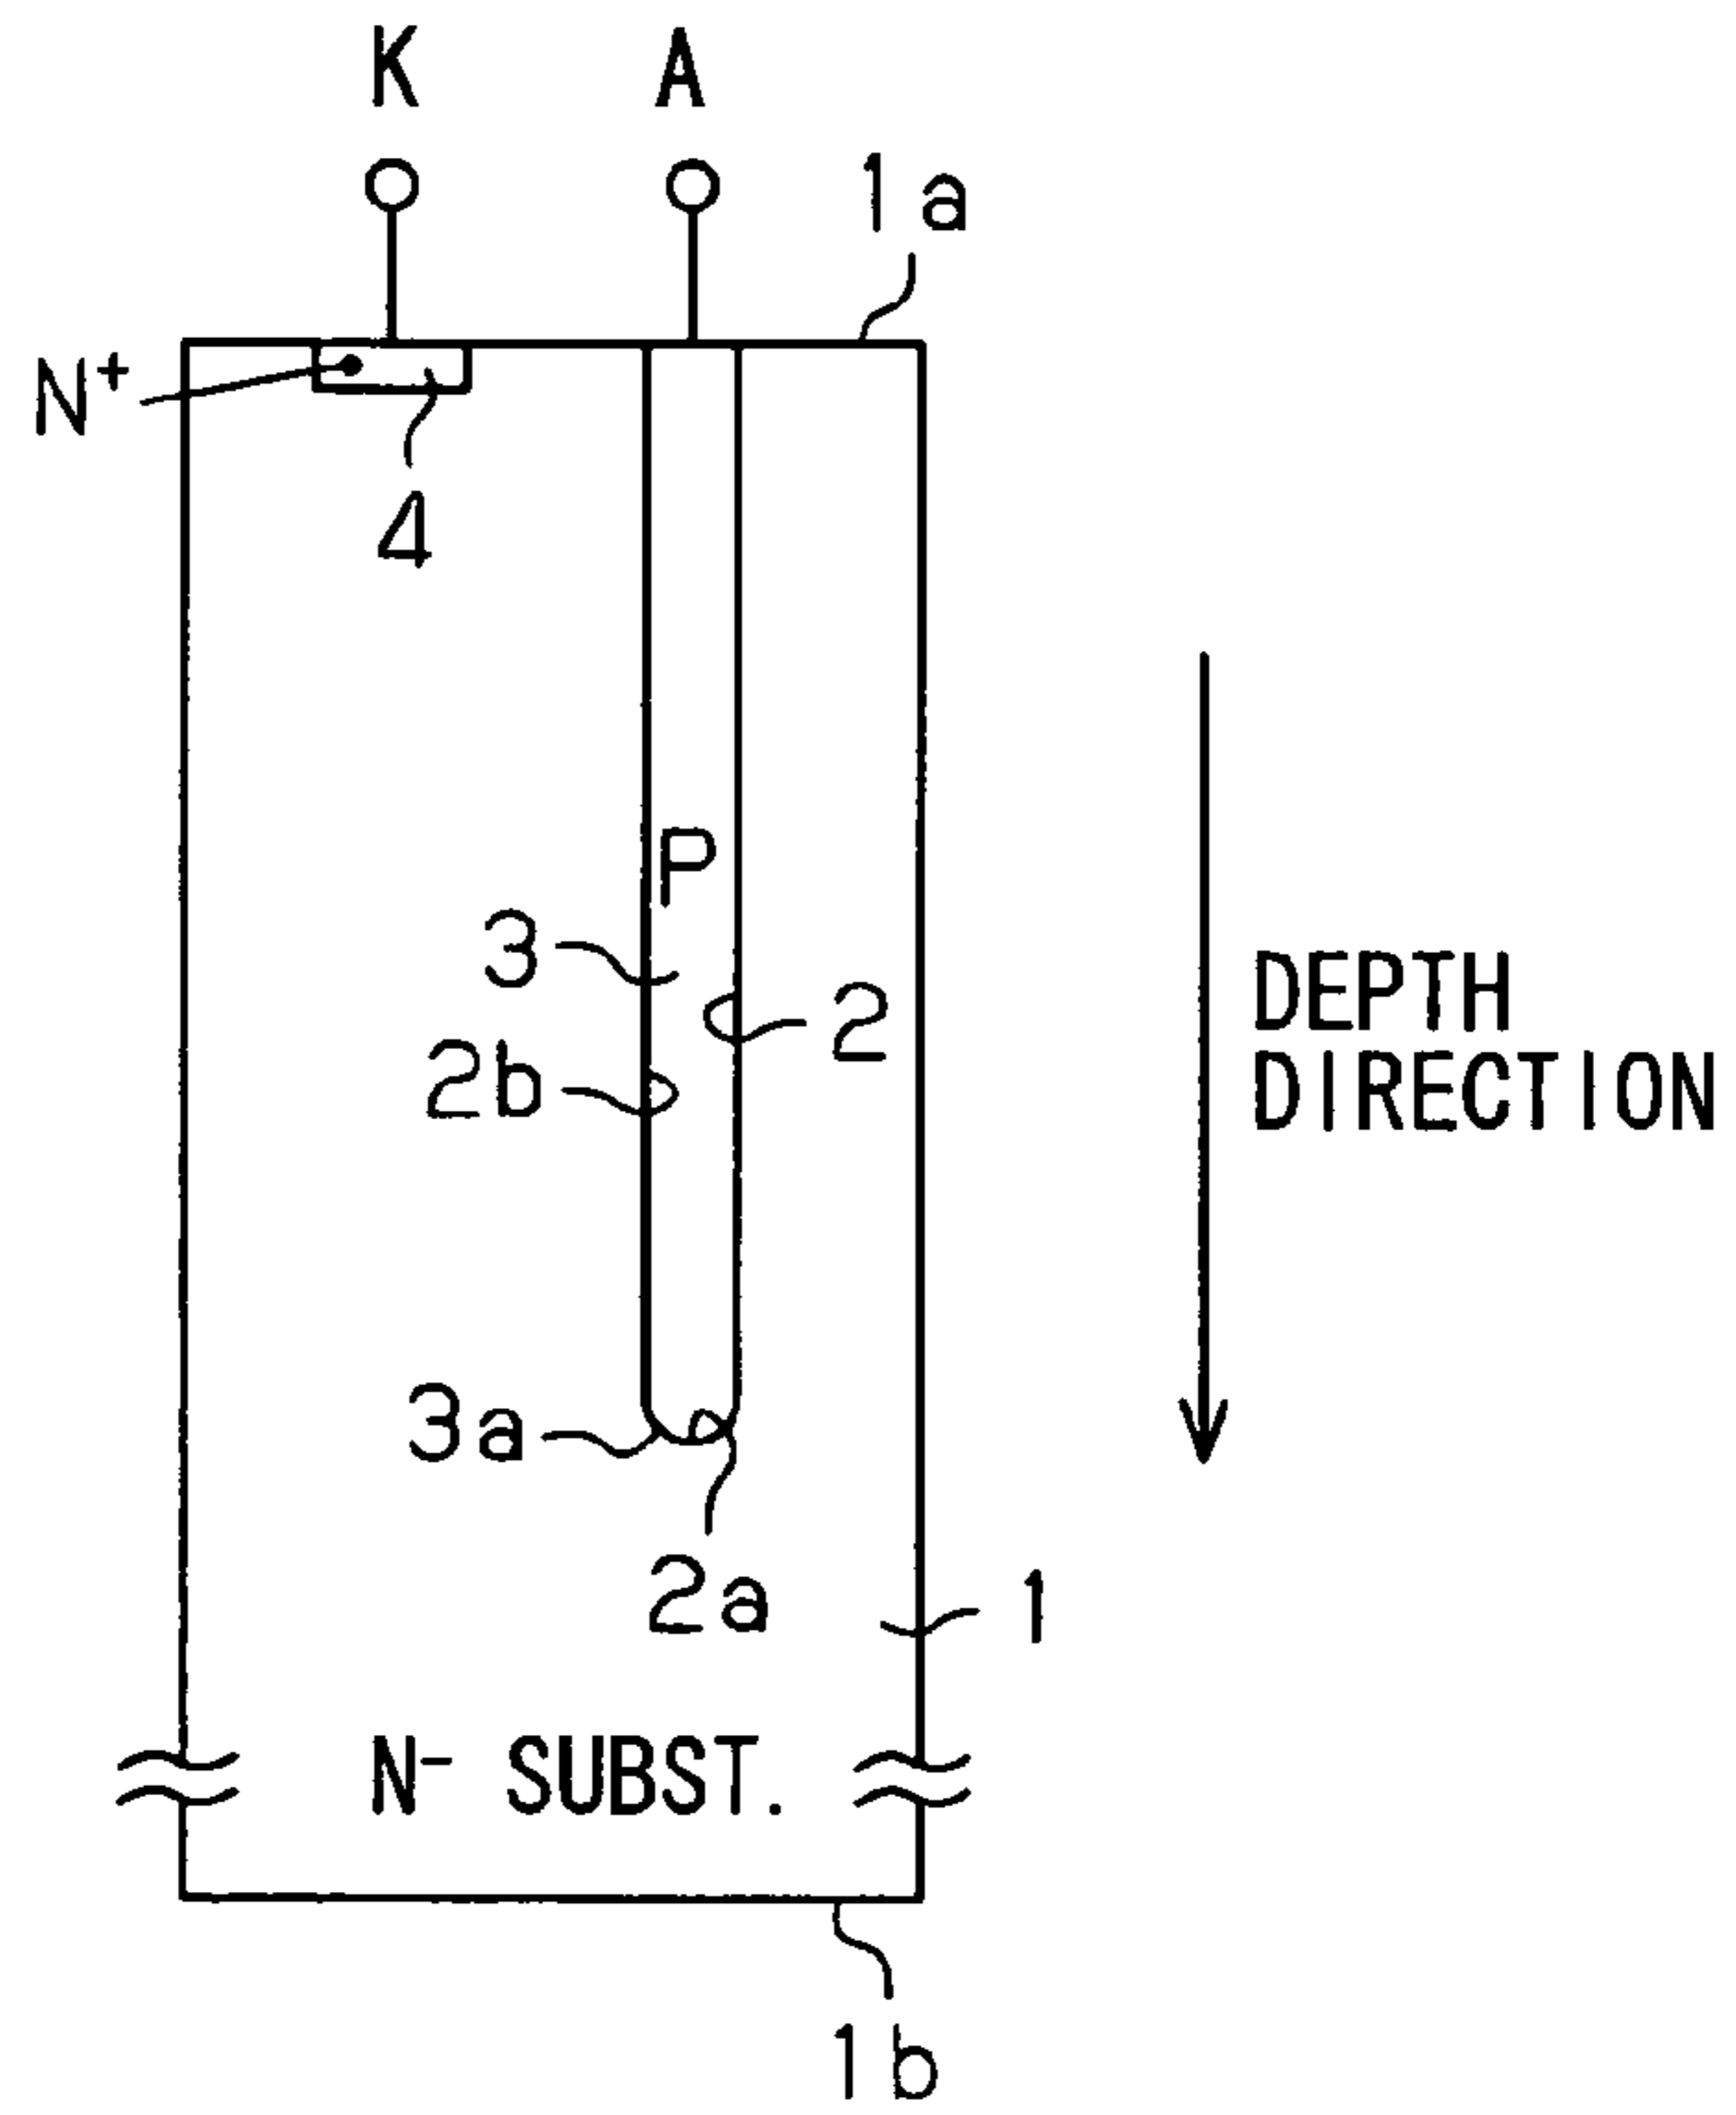 K A
1a
N+
4
P
3
2
2b
DEPTH
DIRECTION
3a
2a
1
N- SUBST.
1b